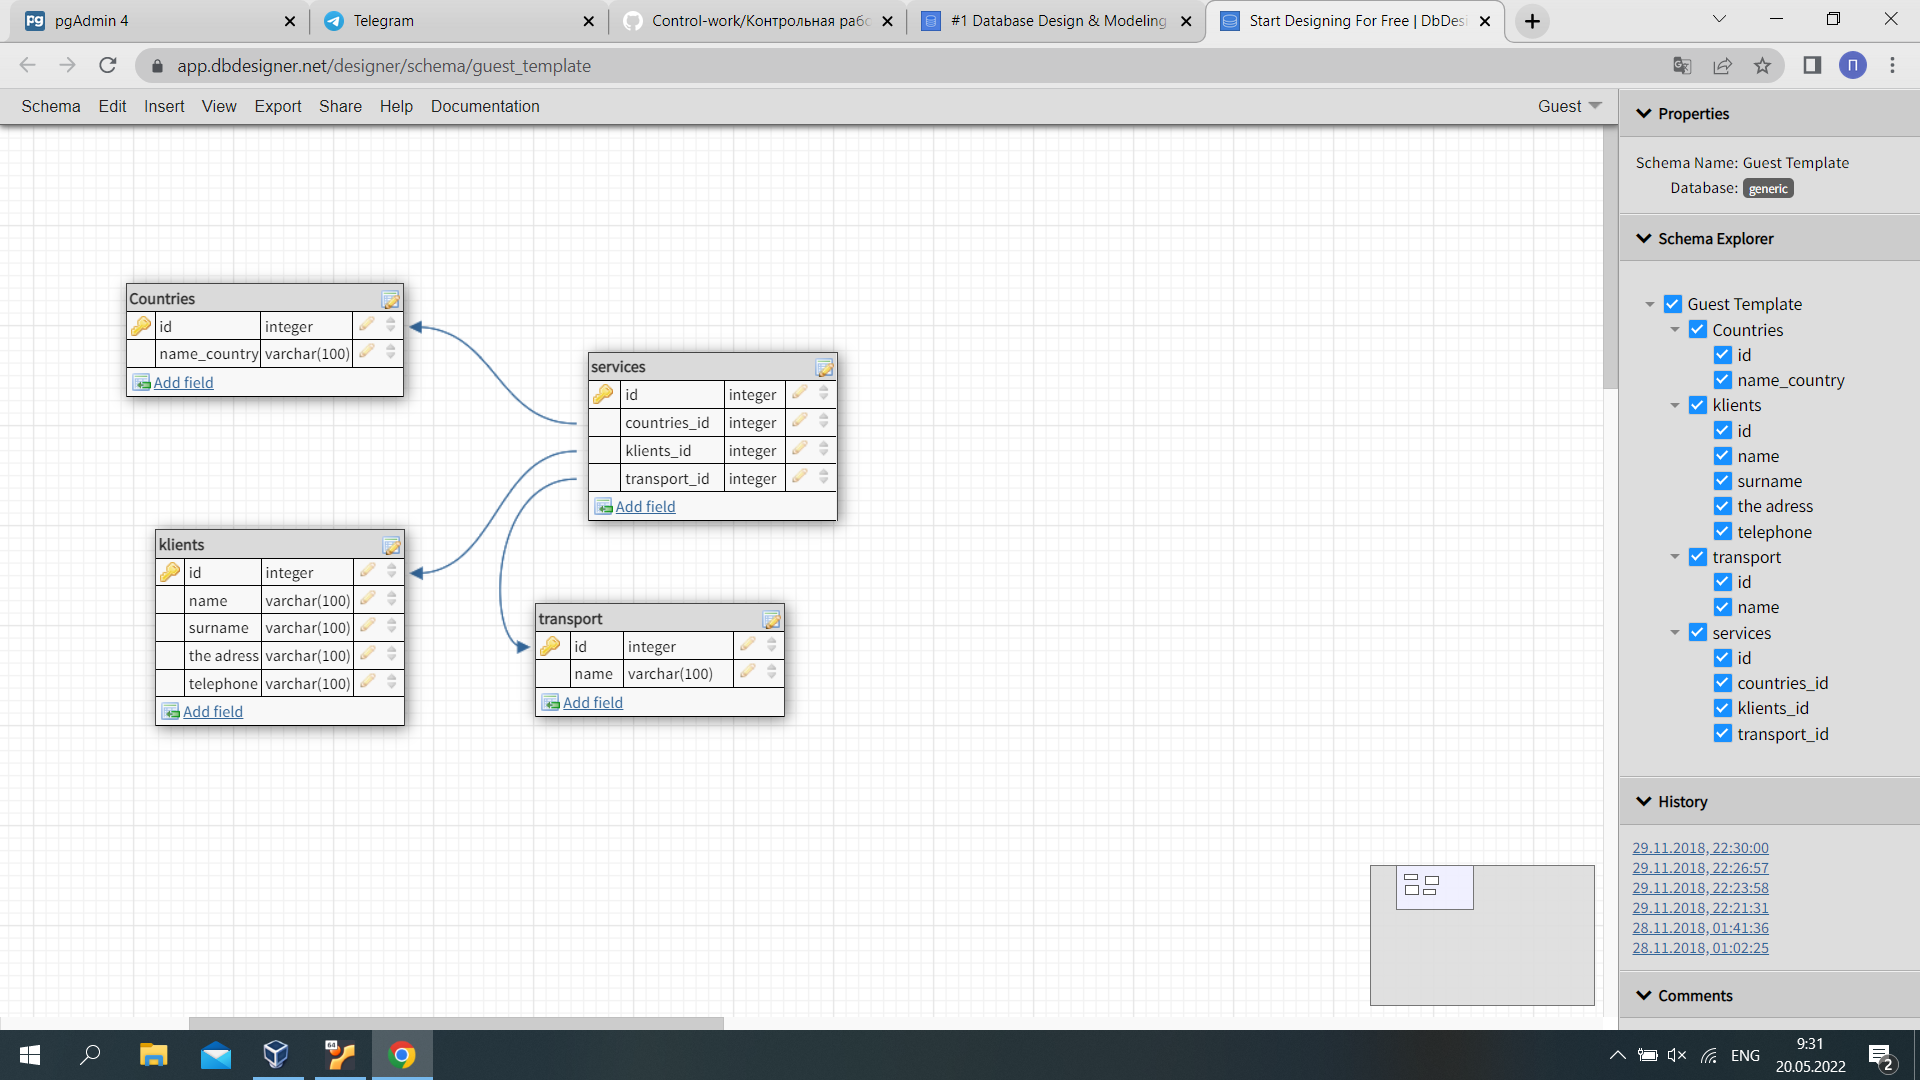 pgAdmin 4
Telegram
Control-work/Контрольная рабо
#1 Database Design & Modeling
Start Designing For Free | DbDesi
app.dbdesigner.net/designer/schema/guest_template
П
Schema Edit Insert View Export Share Help Documentation
Guest
Properties
Schema Name: Guest Template
Database: generic
Schema Explorer
Guest Template
Countries
id
name_country
klients
id
name
surname
the adress
telephone
transport
id
name
services
id
countries_id
klients_id
transport_id
History
29.11.2018, 22:30:00
29.11.2018, 22:26:57
29.11.2018, 22:23:58
29.11.2018, 22:21:31
28.11.2018, 01:41:36
28.11.2018, 01:02:25
Comments
Countries
id integer
name_country varchar(100)
Add field
services
id integer
countries_id integer
klients_id integer
transport_id integer
Add field
klients
id integer
name varchar(100)
surname varchar(100)
the adress varchar(100)
telephone varchar(100)
Add field
transport
id integer
name varchar(100)
Add field
64
ENG
9:31
20.05.2022
2